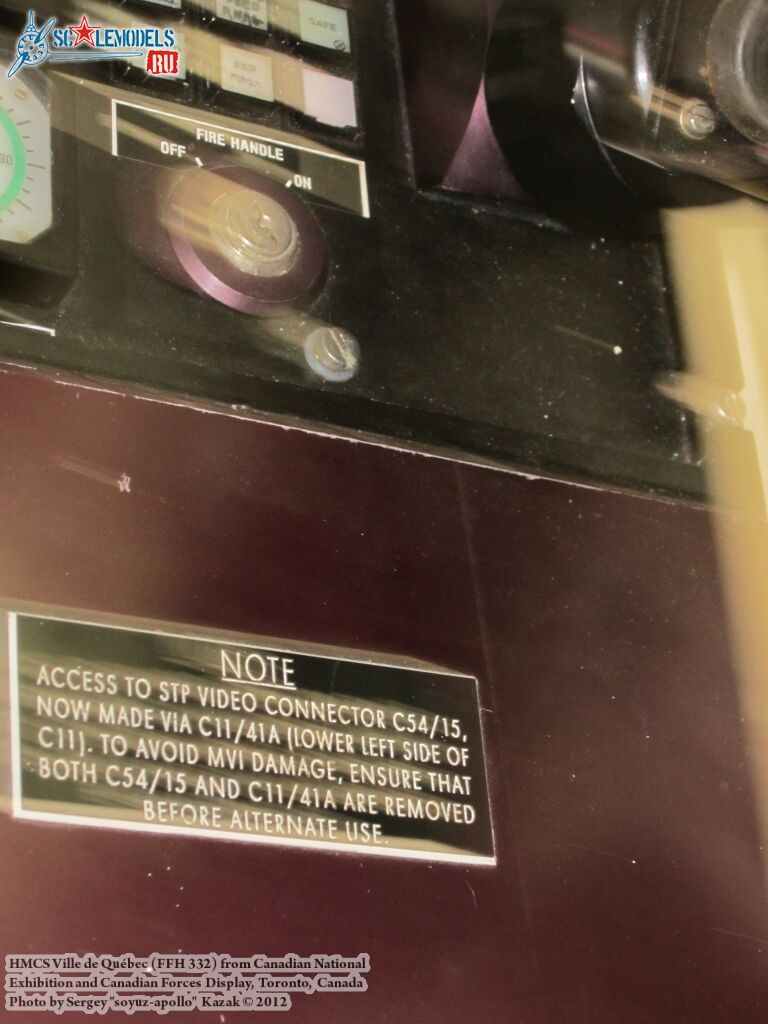 SCALEMODELS
RU
SAFE
FIRE HANDLE
OFF
ON
90
NOTE
ACCESS TO STP VIDEO CONNECTOR C54/15,
NOW MADE VIA C11/41A (LOWER LEFT SIDE OF
C11). TO AVOID MVI DAMAGE, ENSURE THAT
BOTH C54/15 AND C11/41A ARE REMOVED
BEFORE ALTERNATE USE.
HMCS Ville de Québec (FFH 332) from Canadian National
Exhibition and Canadian Forces Display, Toronto, Canada
Photo by Sergey "soyuz-apollo" Kazak © 2012